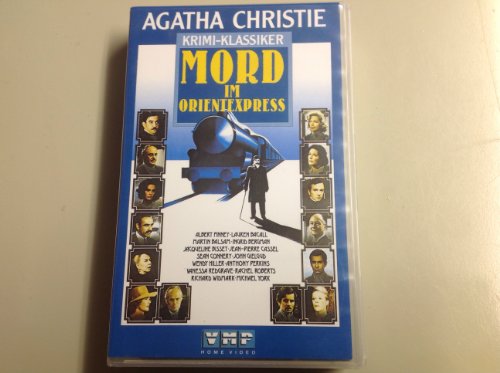 AGATHA CHRISTIE
KRIMI-KLASSIKER
MORD
IM
ORIENTEXPRESS
ALBERT FINNEY·LAUREN BACALL
MARTIN BALSAM·INGRID BERGMAN
JACQUELINE BISSET·JEAN-PIERRE CASSEL
SEAN CONNERY·JOHN GIELGUD
WENDY HILLER·ANTHONY PERKINS
VANESSA REDGRAVE·RACHEL ROBERTS
RICHARD WIDMARK·MICHAEL YORK
VMP
HOME VIDEO